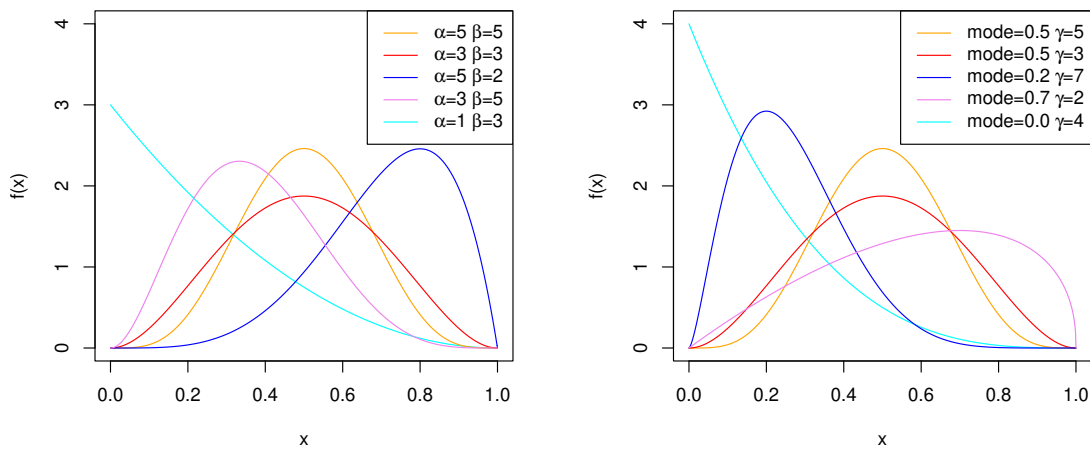 4
3
2
1
0
f(x)
α=5 β=5
α=3 β=3
α=5 β=2
α=3 β=5
α=1 β=3
0.0 0.2 0.4 0.6 0.8 1.0
x
4
3
2
1
0
f(x)
mode=0.5 γ=5
mode=0.5 γ=3
mode=0.2 γ=7
mode=0.7 γ=2
mode=0.0 γ=4
0.0 0.2 0.4 0.6 0.8 1.0
x